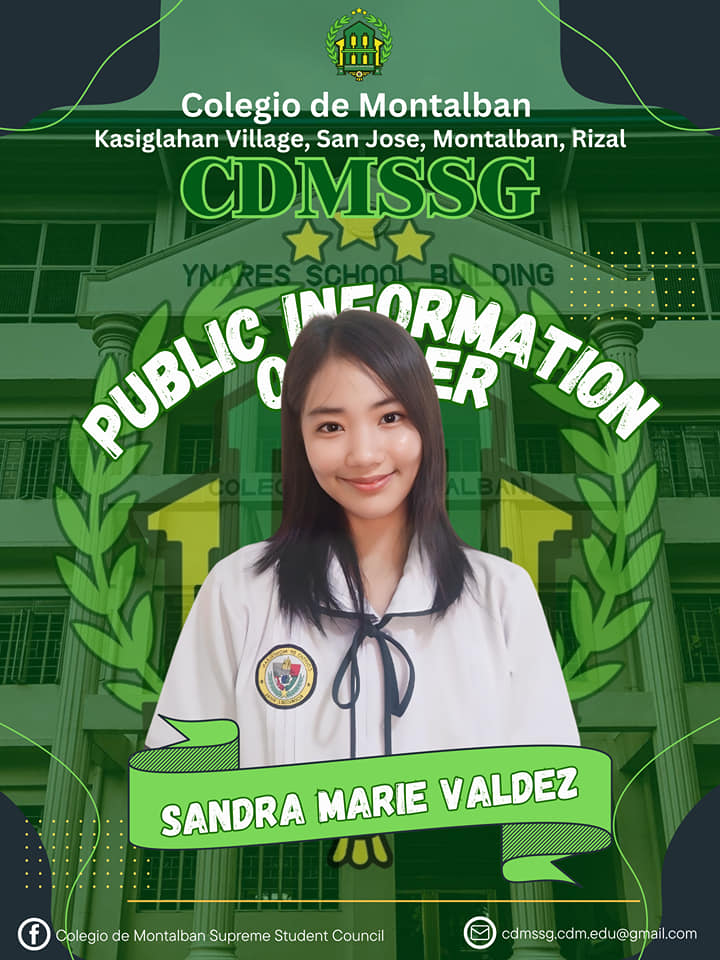 Colegio de Montalban
Kasiglahan Village, San Jose, Montalban, Rizal
CDMSSG
YNARES SCHOOL BUILDING
PUBLIC INFORMATION
SANDRA MARIE VALDEZ
Colegio de Montalban Supreme Student Council
cdmssg.cdm.edu@gmail.com